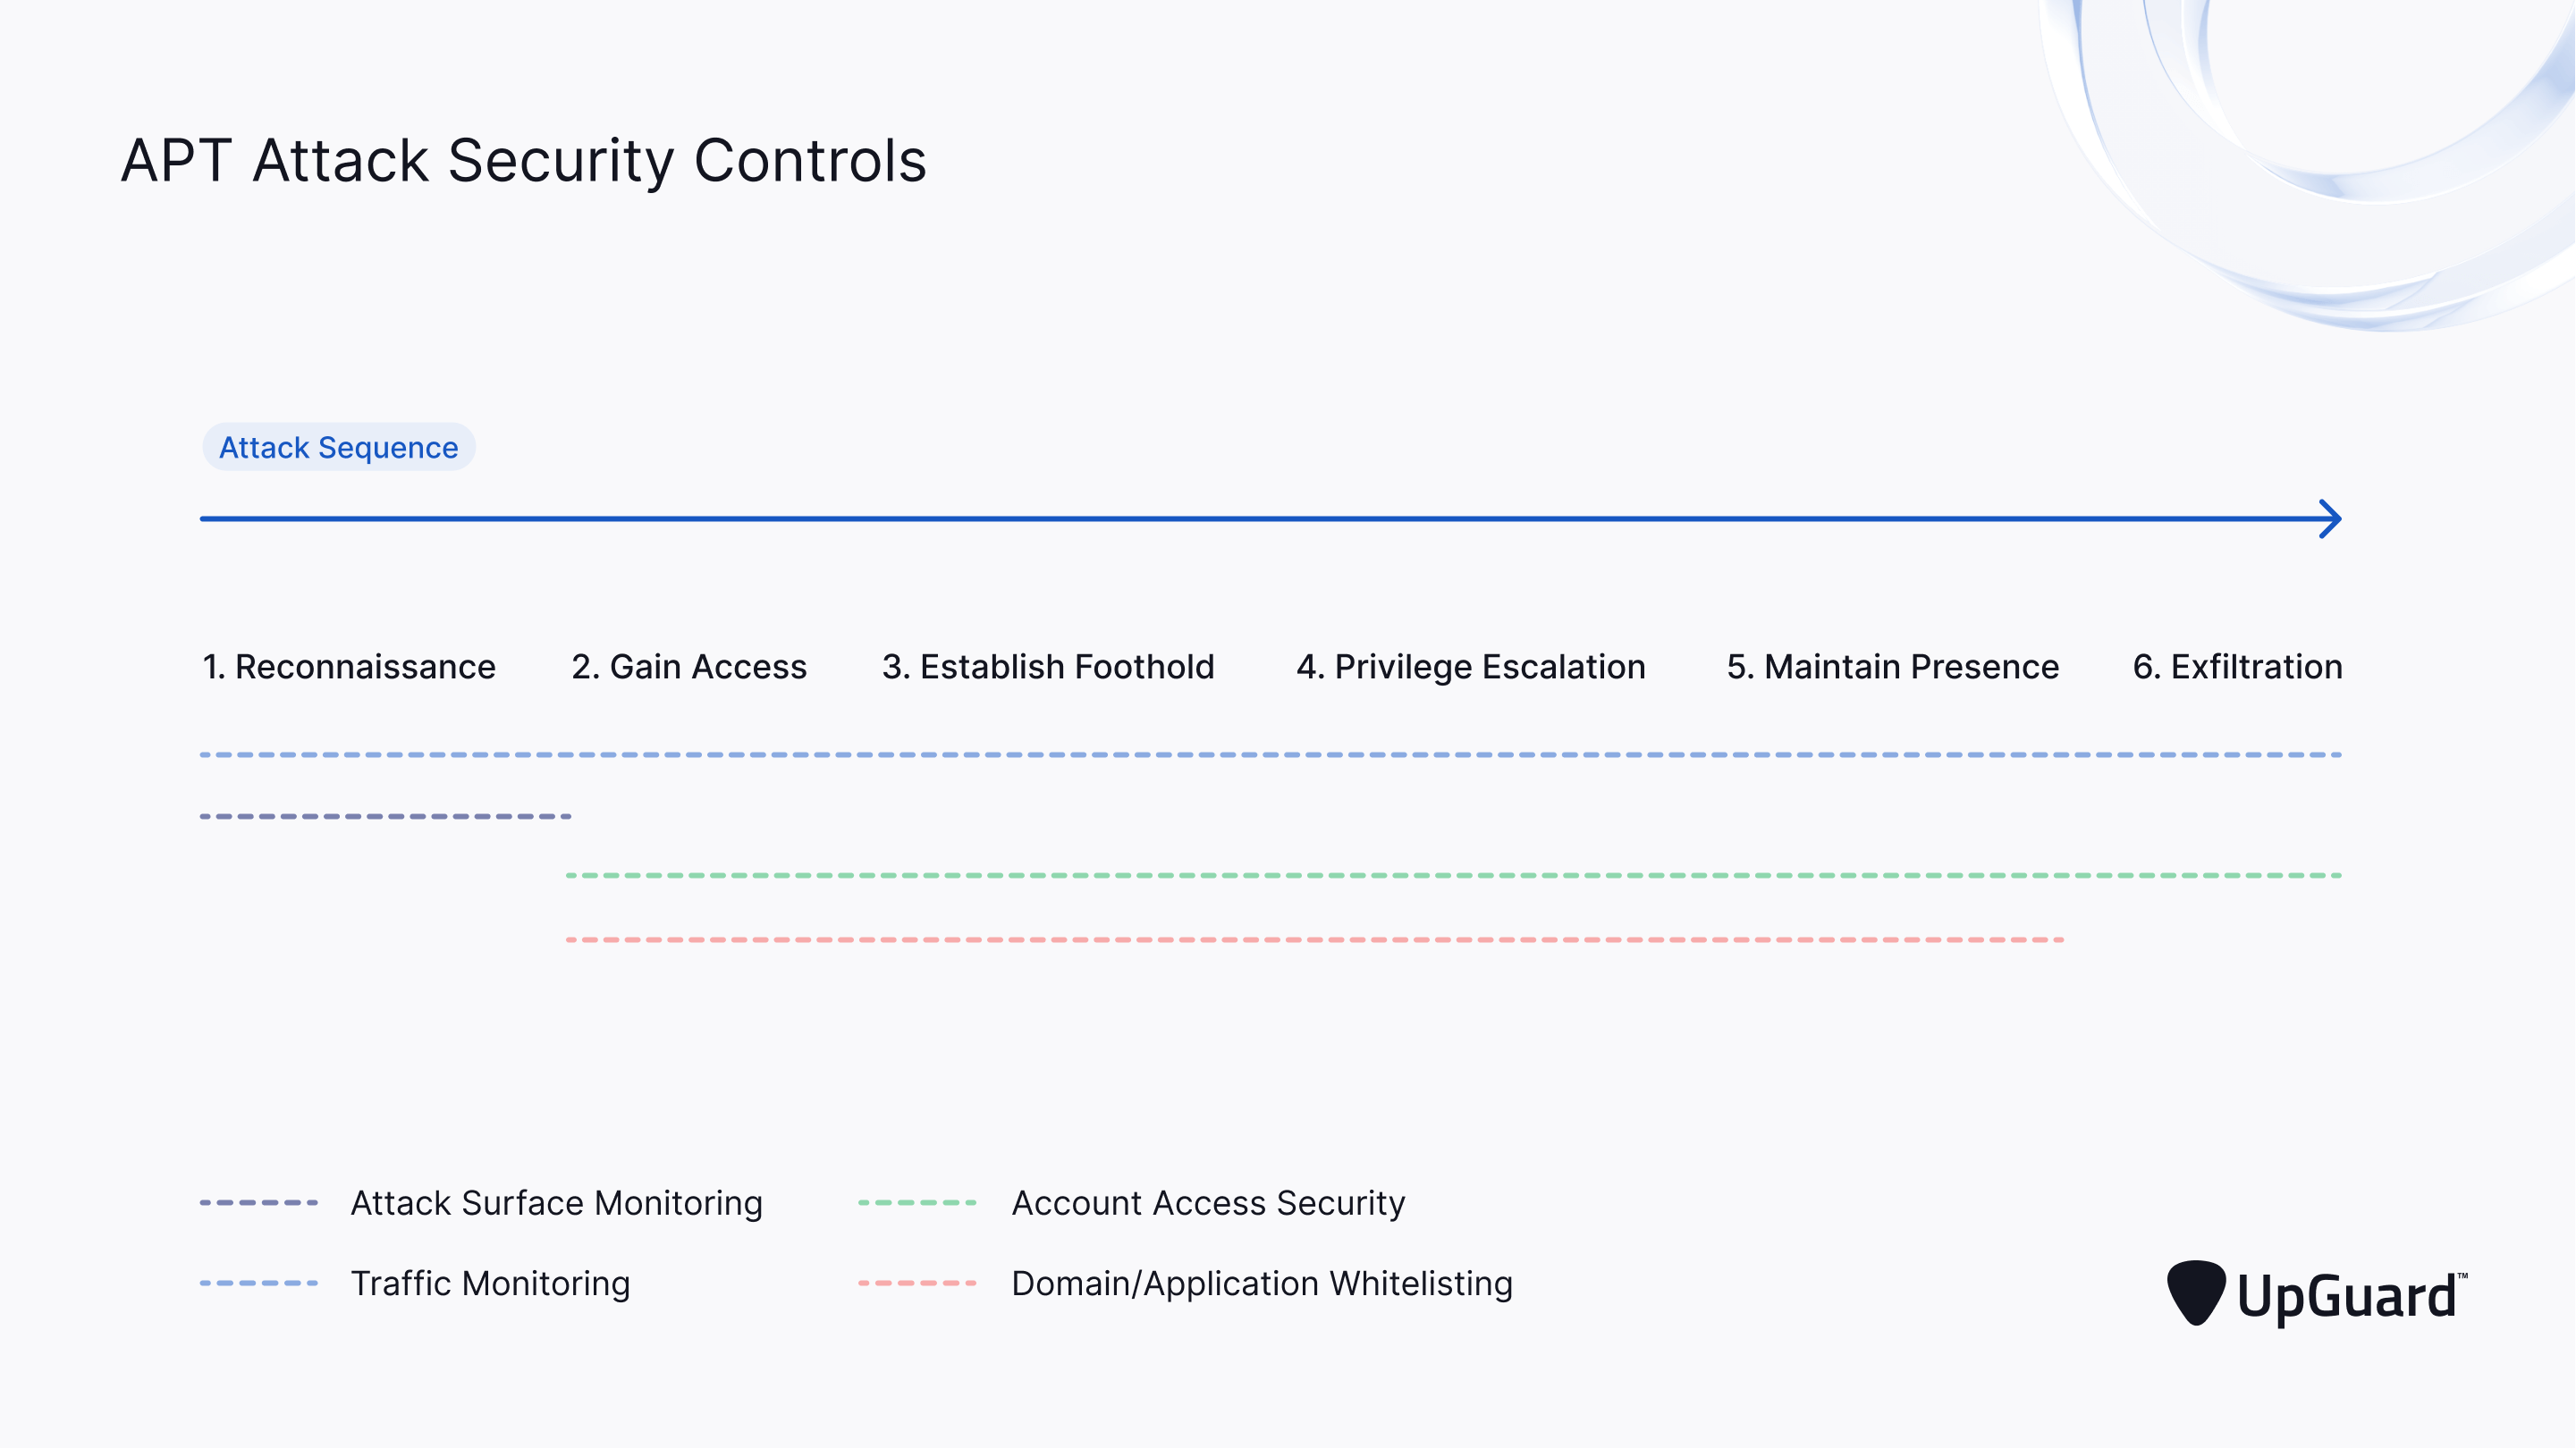 APT Attack Security Controls
Attack Sequence
1. Reconnaissance 2. Gain Access 3. Establish Foothold 4. Privilege Escalation 5. Maintain Presence 6. Exfiltration
Attack Surface Monitoring Account Access Security
Traffic Monitoring Domain/Application Whitelisting
UpGuard™